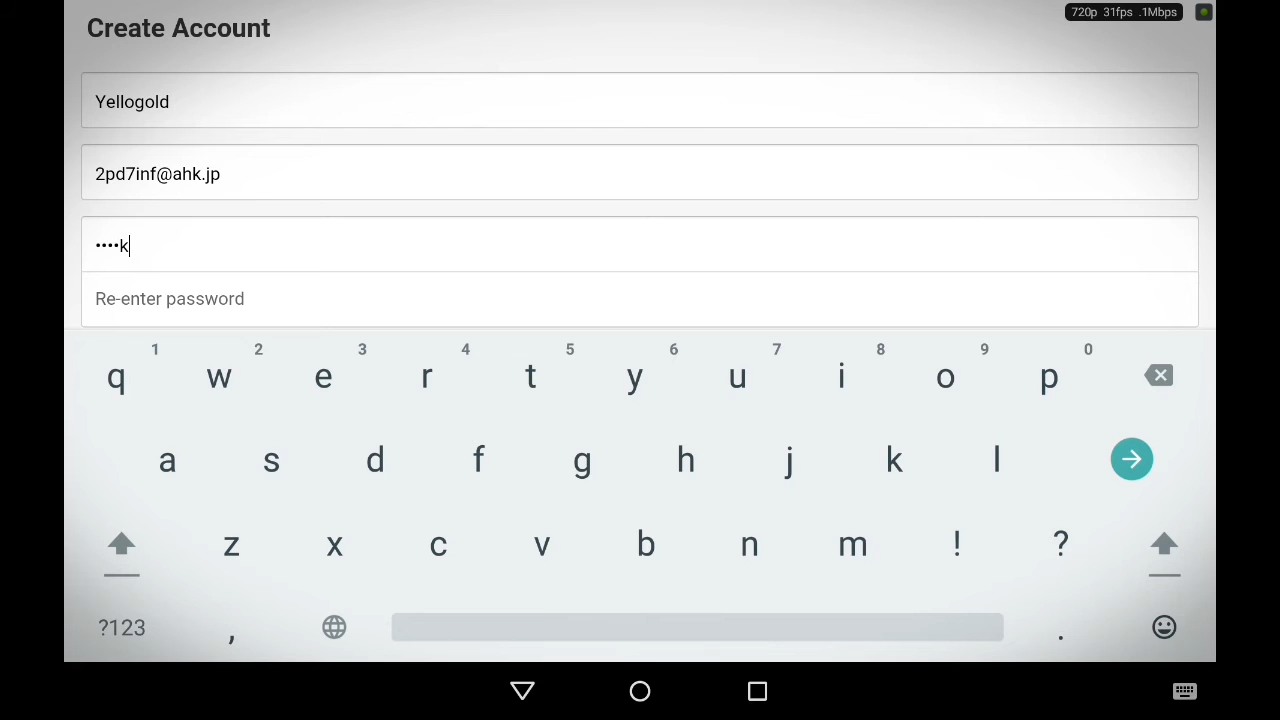 Create Account
720p 31fps .1Mbps
Yellogold
2pd7inf@ahk.jp
••••k
Re-enter password
1 2 3 4 5 6 7 8 9 0
q w e r t y u i o p
a s d f g h j k l
z x c v b n m ! ?
?123 , .